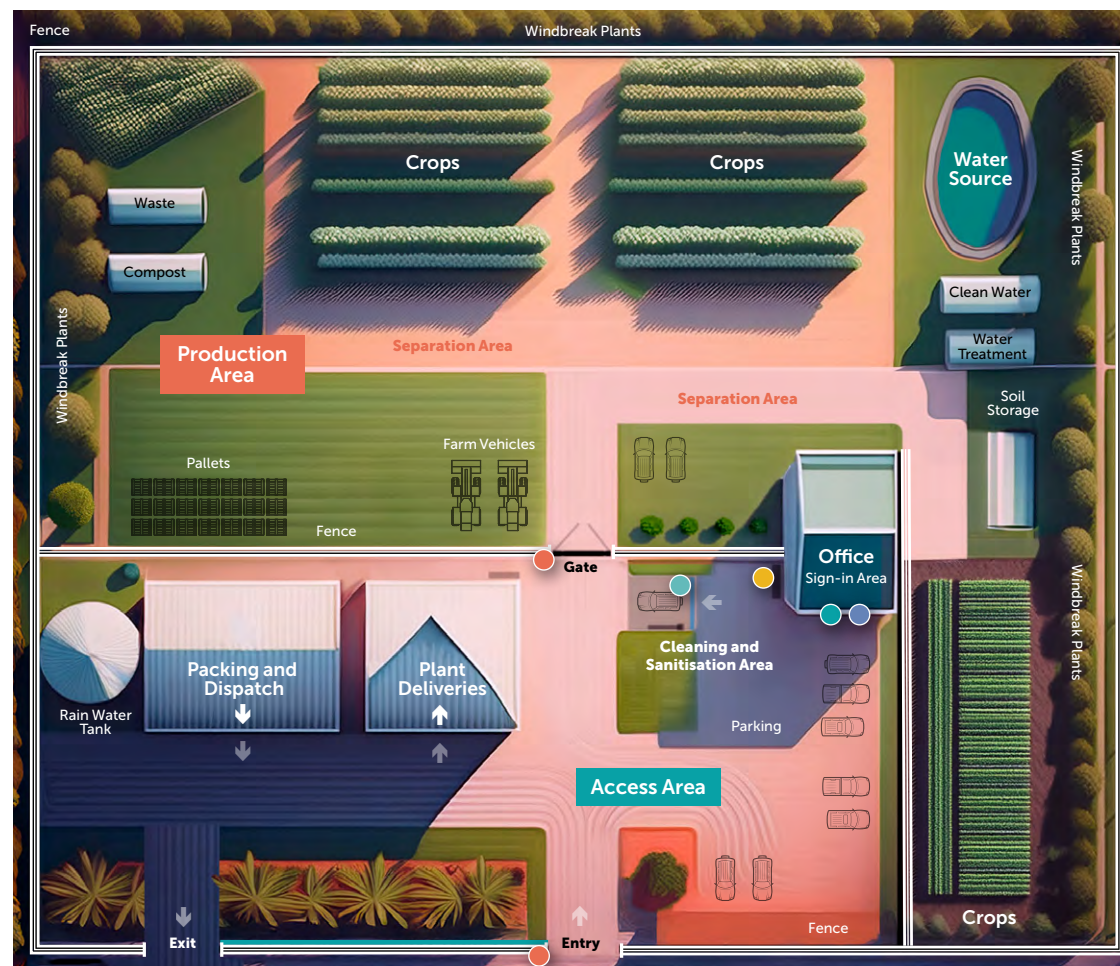 Fence
Windbreak Plants
Crops
Crops
Water
Source
Windbreak Plants
Waste
Compost
Clean Water
Water
Treatment
Windbreak Plants
Production
Area
Separation Area
Separation Area
Soil
Storage
Pallets
Farm Vehicles
Fence
Gate
Office
Sign-in Area
Windbreak Plants
Packing and
Dispatch
Plant
Deliveries
Cleaning and
Sanitisation Area
Rain Water
Tank
Parking
Access Area
Crops
Fence
Exit
Entry